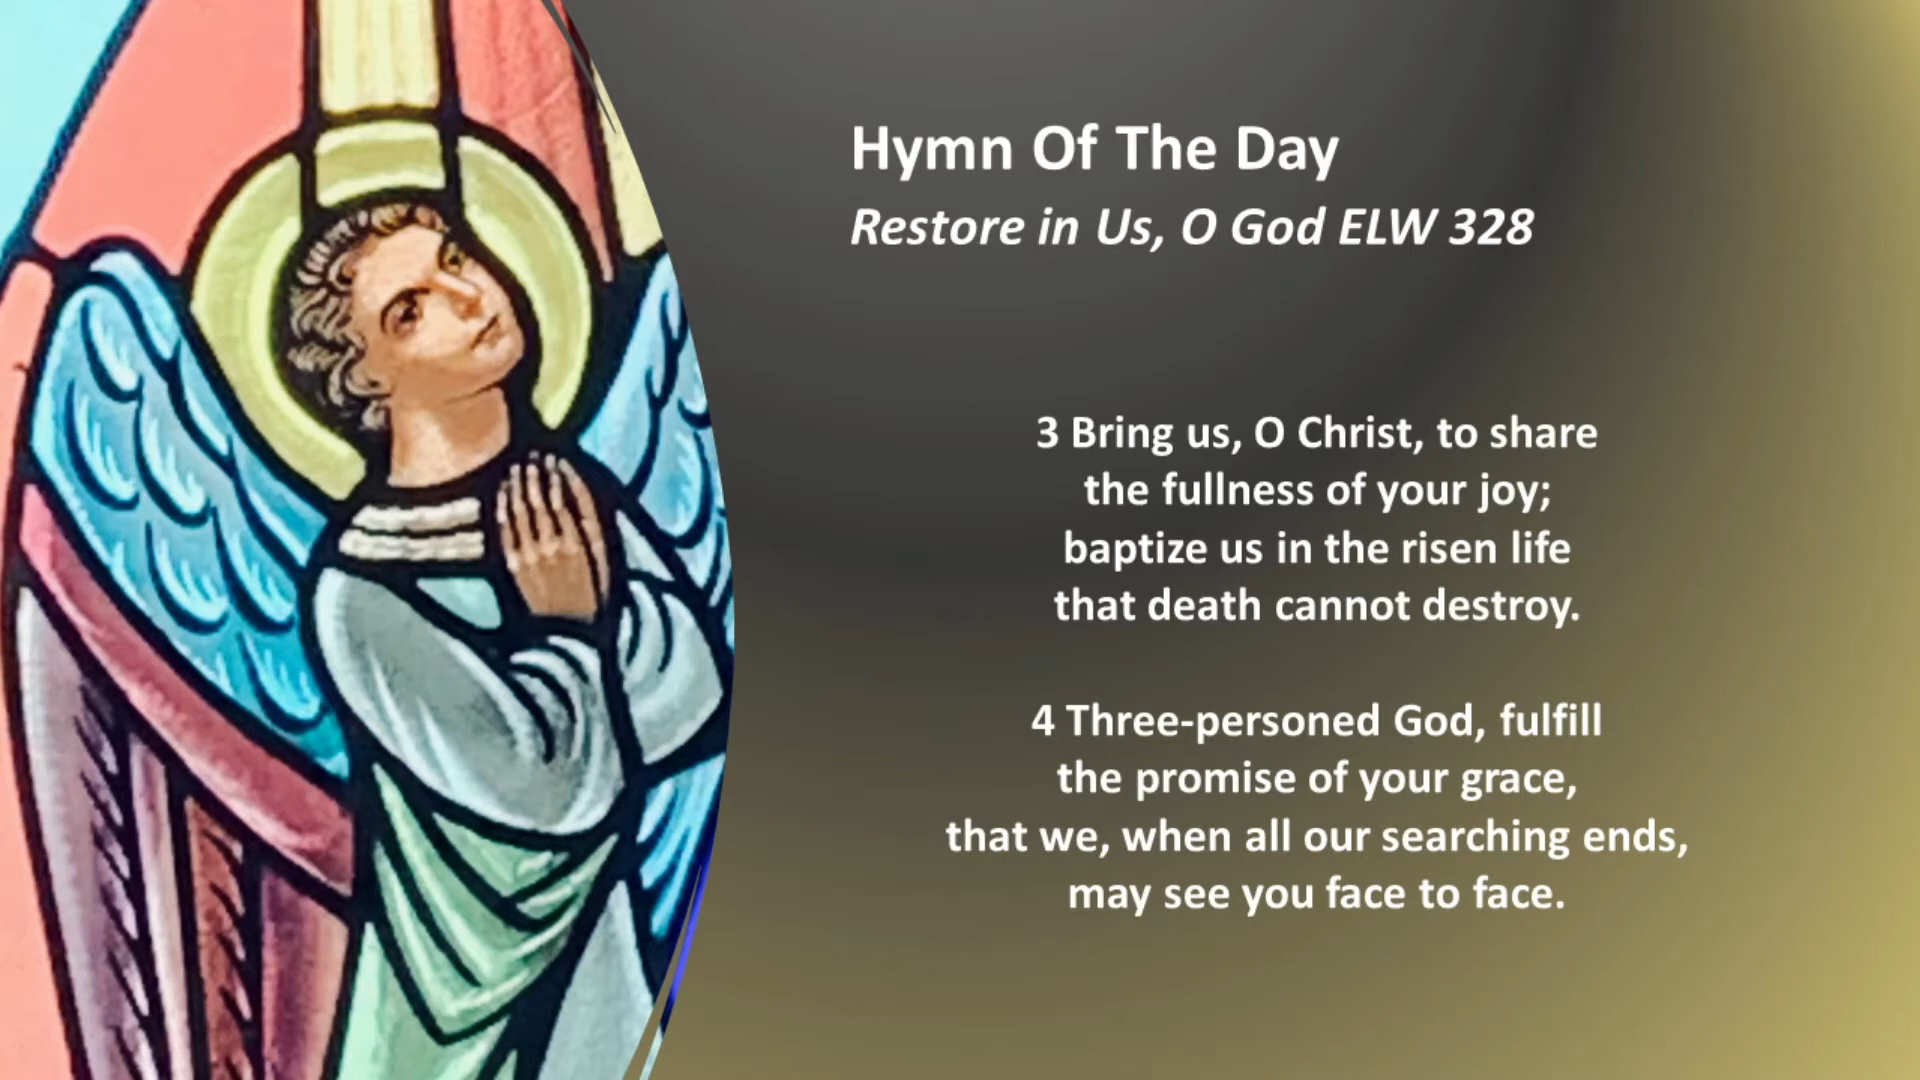 Hymn Of The Day
Restore in Us, O God ELW 328
3 Bring us, O Christ, to share
the fullness of your joy;
baptize us in the risen life
that death cannot destroy.
4 Three-personed God, fulfill
the promise of your grace,
that we, when all our searching ends,
may see you face to face.